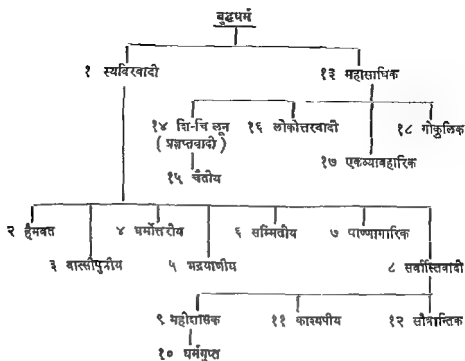 बुद्धधर्म
१ स्थविरवादी
१३ महासांघिक
१४ शि-चि लून
(प्रज्ञप्तवादी)
१६ लोकोत्तरवादी
१८ गोकुलिक
१७ एकव्यावहारिक
१५ चैतीय
२ हैमवत
४ धर्मोत्तरीय
६ सम्मितीय
७ षाण्णागारिक
३ वात्सीपुत्रीय
५ भद्रयाणीय
८ सर्वास्तिवादी
९ महीशासक
११ काश्यपीय
१२ सौत्रान्तिक
१० धर्मगुप्त